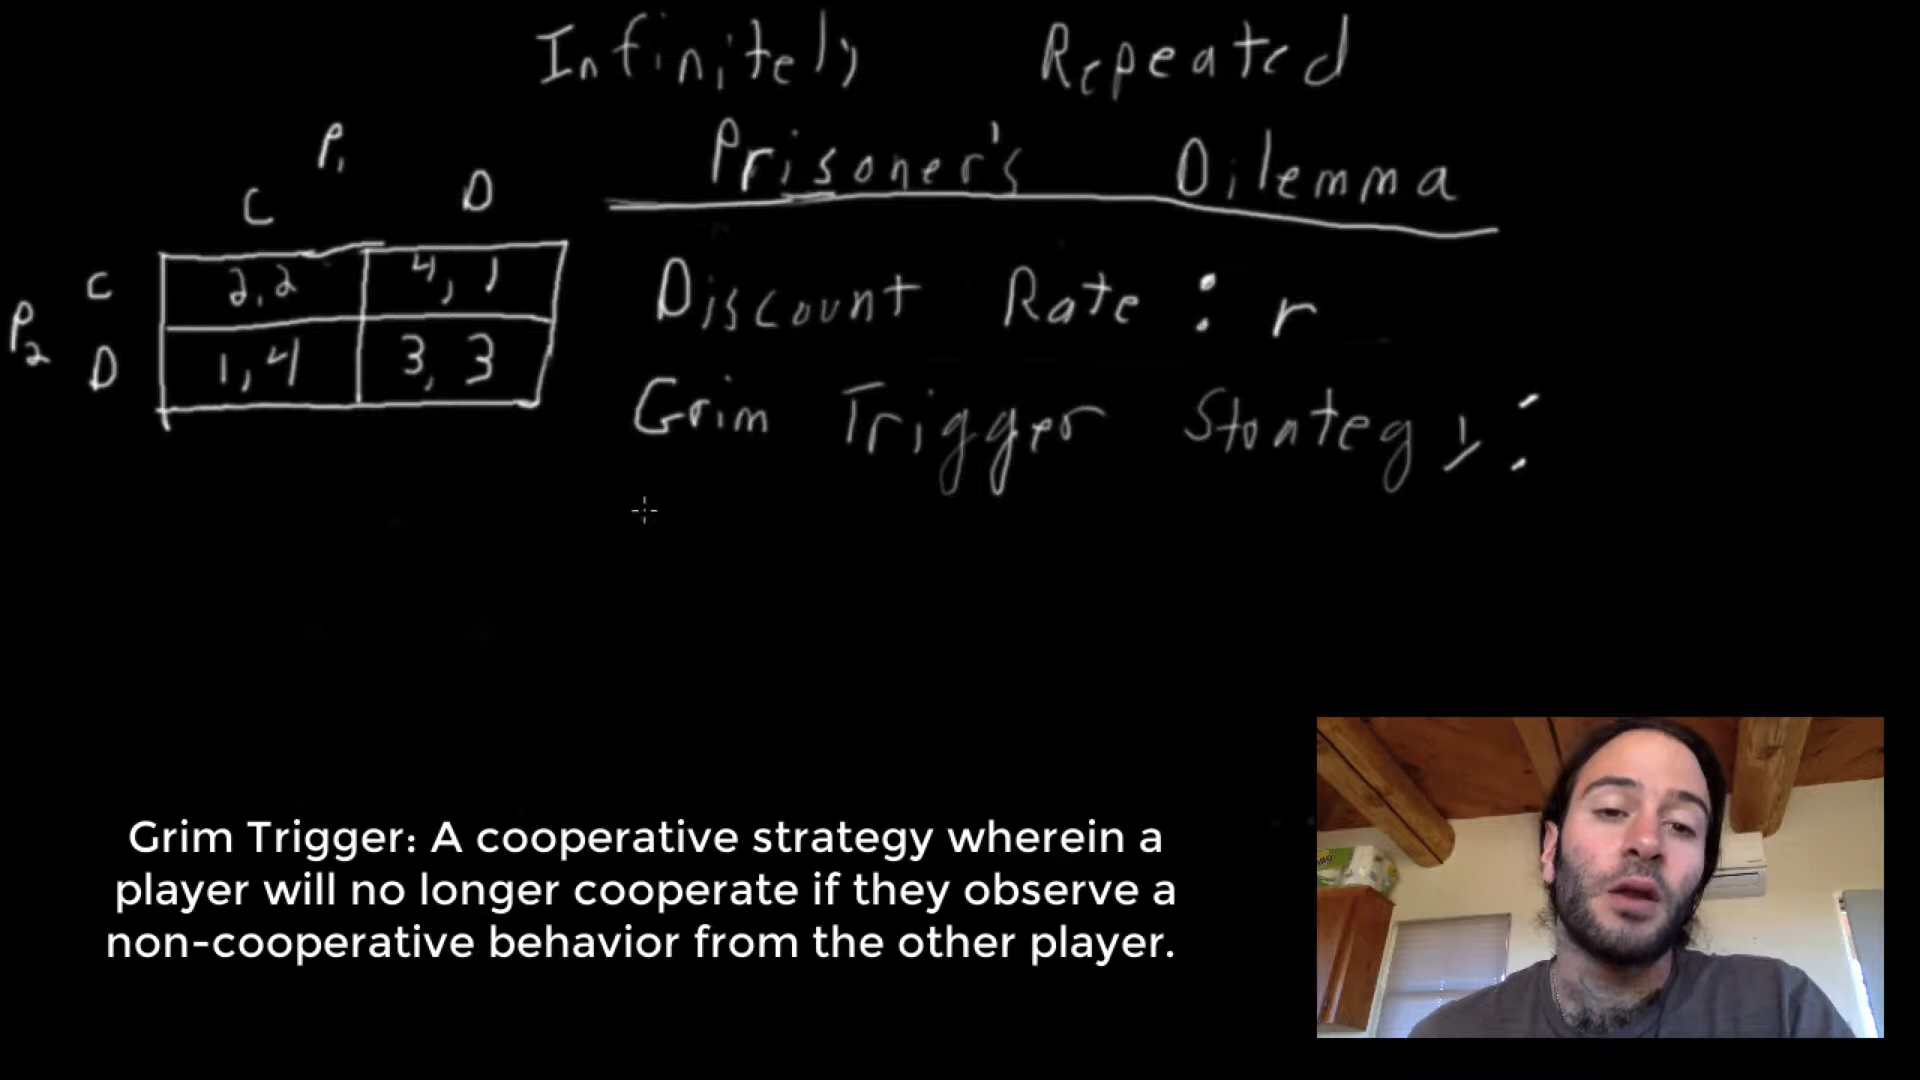 Infinitely Repeated
Prisoner's Dilemma
P1
C D
P2
C 2,2 4,1
D 1,4 3,3
Discount Rate : r
Grim Trigger Strategy :
Grim Trigger: A cooperative strategy wherein a
player will no longer cooperate if they observe a
non-cooperative behavior from the other player.